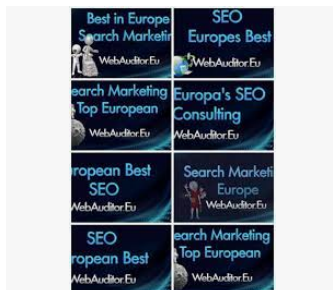 Best in Europe
Search Marketin
WebAuditor.Eu
SEO
Europes Best
WebAuditor.Eu
earch Marketing
Top European
WebAuditor.Eu
Europa's SEO
Consulting
WebAuditor.Eu
ropean Best
SEO
WebAuditor.Eu
Search Marketi
Europe
WebAuditor.Eu
SEO
ropean Best
WebAuditor.Eu
earch Marketing
Top European
WebAuditor.Eu